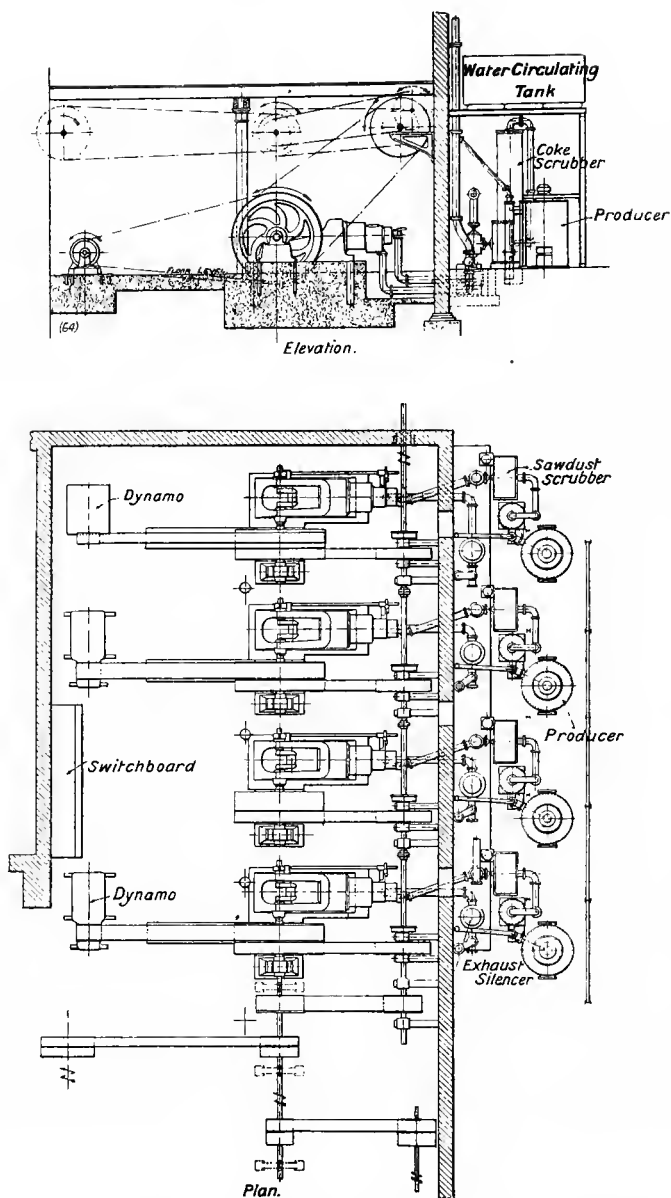 Water Circulating
Tank
Coke
Scrubber
Producer
(64)
Elevation.
Sawdust
Scrubber
Dynamo
Producer
Switchboard
Dynamo
Exhaust
Silencer
Plan.